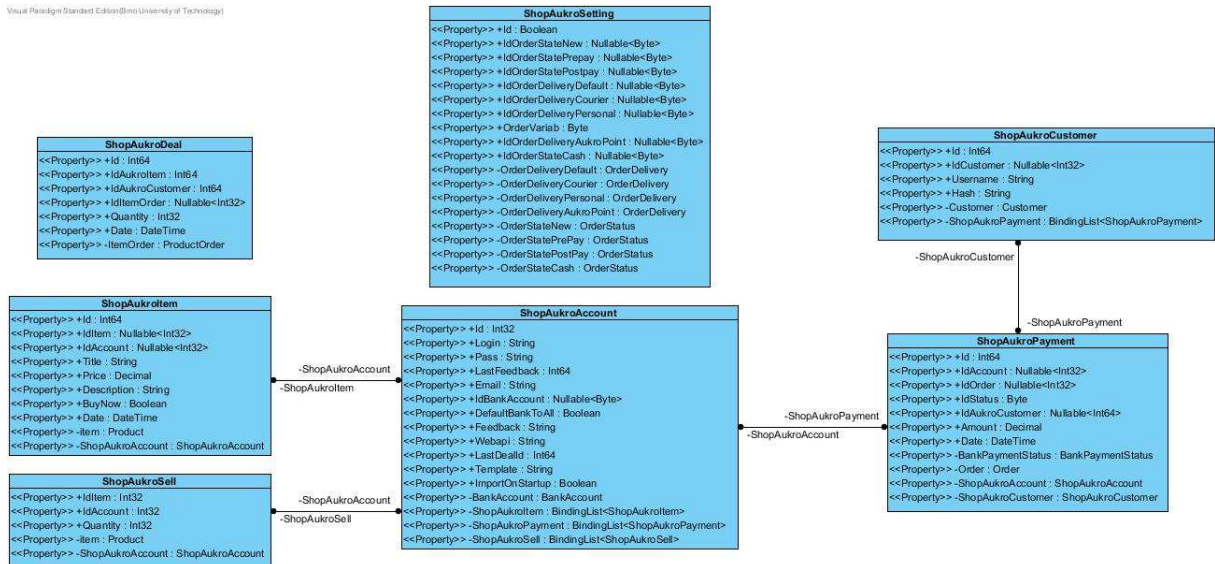 Visual Paradigm Standard Edition(Brno University of Technology)
ShopAukroSetting
<<Property>> +Id : Boolean
<<Property>> +IdOrderStateNew : Nullable<Byte>
<<Property>> +IdOrderStatePrepay : Nullable<Byte>
<<Property>> +IdOrderStatePostpay : Nullable<Byte>
<<Property>> +IdOrderDeliveryDefault : Nullable<Byte>
<<Property>> +IdOrderDeliveryCourier : Nullable<Byte>
<<Property>> +IdOrderDeliveryPersonal : Nullable<Byte>
<<Property>> +OrderVariab : Byte
<<Property>> +IdOrderDeliveryAukroPoint : Nullable<Byte>
<<Property>> +IdOrderStateCash : Nullable<Byte>
<<Property>> -OrderDeliveryDefault : OrderDelivery
<<Property>> -OrderDeliveryCourier : OrderDelivery
<<Property>> -OrderDeliveryPersonal : OrderDelivery
<<Property>> -OrderDeliveryAukroPoint : OrderDelivery
<<Property>> -OrderStateNew : OrderStatus
<<Property>> -OrderStatePrePay : OrderStatus
<<Property>> -OrderStatePostPay : OrderStatus
<<Property>> -OrderStateCash : OrderStatus
ShopAukroDeal
<<Property>> +Id : Int64
<<Property>> +IdAukroItem : Int64
<<Property>> +IdAukroCustomer : Int64
<<Property>> +IdItemOrder : Nullable<Int32>
<<Property>> +Quantity : Int32
<<Property>> +Date : DateTime
<<Property>> -ItemOrder : ProductOrder
ShopAukroCustomer
<<Property>> +Id : Int64
<<Property>> +IdCustomer : Nullable<Int32>
<<Property>> +Username : String
<<Property>> +Hash : String
<<Property>> -Customer : Customer
<<Property>> -ShopAukroPayment : BindingList<ShopAukroPayment>
-ShopAukroCustomer
-ShopAukroPayment
ShopAukroItem
<<Property>> +Id : Int64
<<Property>> +IdItem : Nullable<Int32>
<<Property>> +IdAccount : Nullable<Int32>
<<Property>> +Title : String
<<Property>> +Price : Decimal
<<Property>> +Description : String
<<Property>> +BuyNow : Boolean
<<Property>> +Date : DateTime
<<Property>> -item : Product
<<Property>> -ShopAukroAccount : ShopAukroAccount
-ShopAukroAccount
-ShopAukroItem
ShopAukroAccount
<<Property>> +Id : Int32
<<Property>> +Login : String
<<Property>> +Pass : String
<<Property>> +LastFeedback : Int64
<<Property>> +Email : String
<<Property>> +IdBankAccount : Nullable<Byte>
<<Property>> +DefaultBankToAll : Boolean
<<Property>> +Feedback : String
<<Property>> +Webapi : String
<<Property>> +LastDealId : Int64
<<Property>> +Template : String
<<Property>> +ImportOnStartup : Boolean
<<Property>> -BankAccount : BankAccount
<<Property>> -ShopAukroItem : BindingList<ShopAukroItem>
<<Property>> -ShopAukroPayment : BindingList<ShopAukroPayment>
<<Property>> -ShopAukroSell : BindingList<ShopAukroSell>
-ShopAukroPayment
-ShopAukroAccount
ShopAukroPayment
<<Property>> +Id : Int64
<<Property>> +IdAccount : Nullable<Int32>
<<Property>> +IdOrder : Nullable<Int32>
<<Property>> +IdStatus : Byte
<<Property>> +IdAukroCustomer : Nullable<Int64>
<<Property>> +Amount : Decimal
<<Property>> +Date : DateTime
<<Property>> -BankPaymentStatus : BankPaymentStatus
<<Property>> -Order : Order
<<Property>> -ShopAukroAccount : ShopAukroAccount
<<Property>> -ShopAukroCustomer : ShopAukroCustomer
ShopAukroSell
<<Property>> +IdItem : Int32
<<Property>> +IdAccount : Int32
<<Property>> +Quantity : Int32
<<Property>> -item : Product
<<Property>> -ShopAukroAccount : ShopAukroAccount
-ShopAukroAccount
-ShopAukroSell